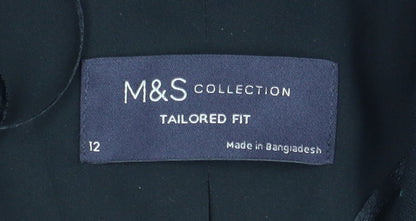 M&S COLLECTION
TAILORED FIT
12 Made in Bangladesh